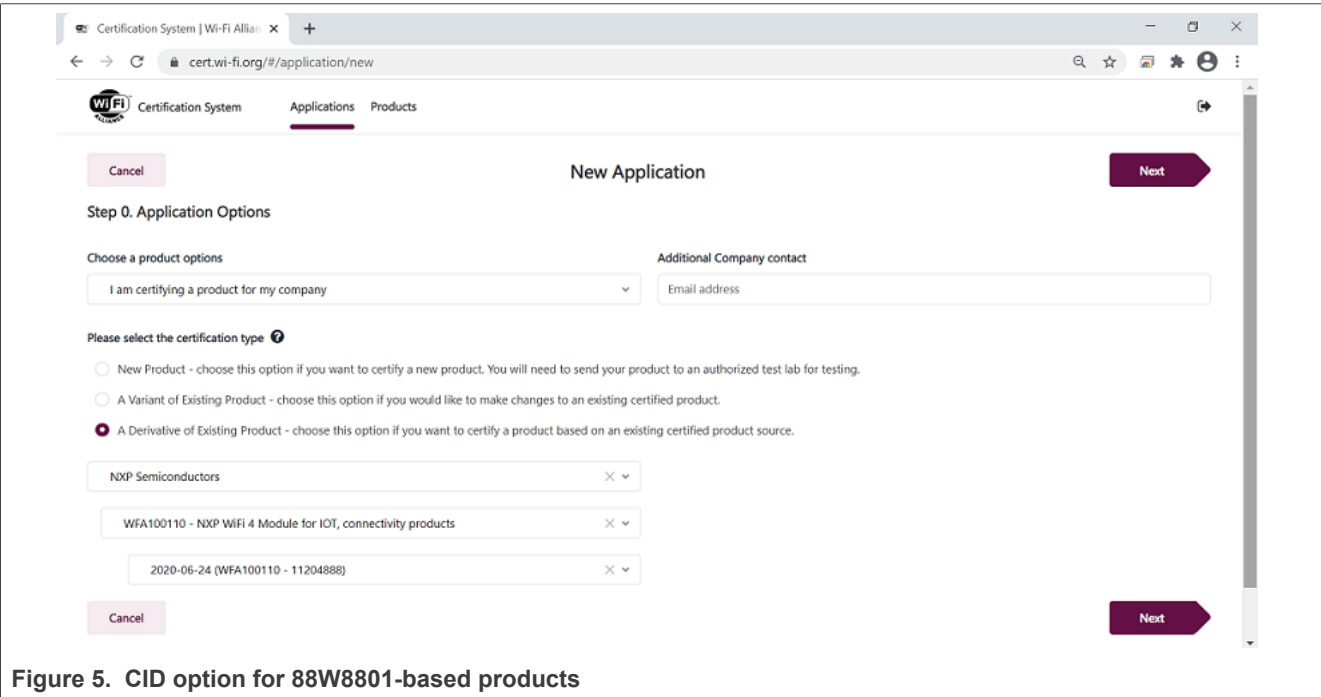 Certification System | Wi-Fi Allian
cert.wi-fi.org/#/application/new
Wi Fi ALLIANCE Certification System Applications Products
Cancel New Application Next
Step 0. Application Options
Choose a product options Additional Company contact
I am certifying a product for my company Email address
Please select the certification type
New Product - choose this option if you want to certify a new product. You will need to send your product to an authorized test lab for testing.
A Variant of Existing Product - choose this option if you would like to make changes to an existing certified product.
A Derivative of Existing Product - choose this option if you want to certify a product based on an existing certified product source.
NXP Semiconductors
WFA100110 - NXP WiFi 4 Module for IOT, connectivity products
2020-06-24 (WFA100110 - 11204888)
Cancel Next
Figure 5. CID option for 88W8801-based products